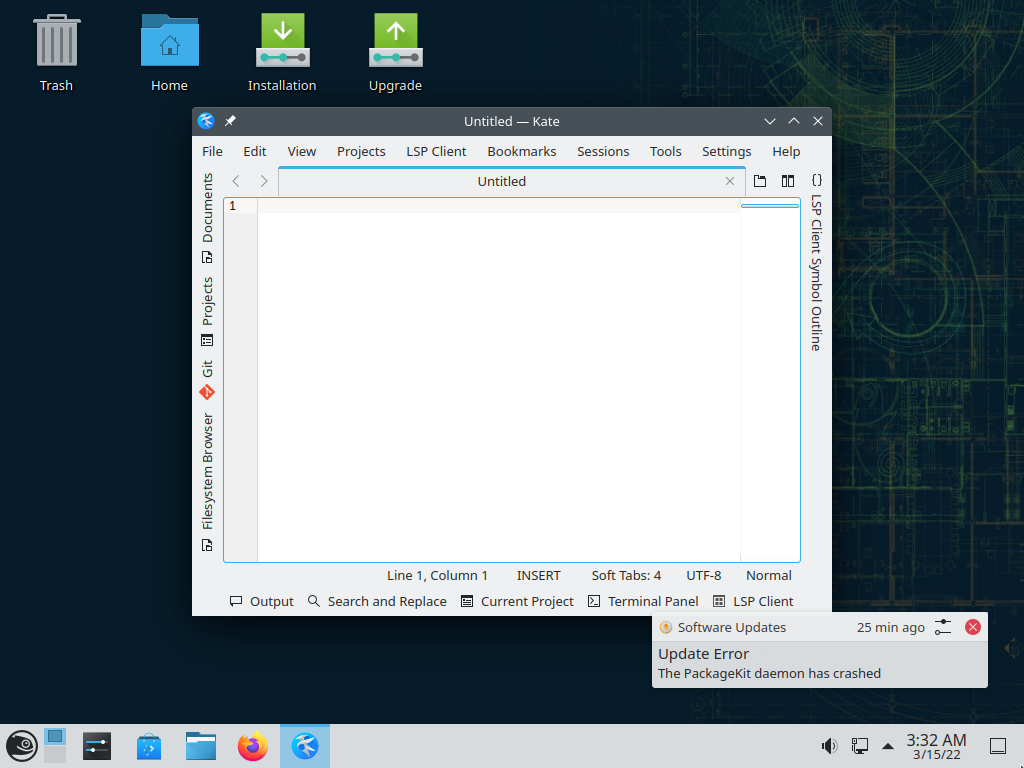 Trash
Home
Installation
Upgrade
Untitled — Kate
File Edit View Projects LSP Client Bookmarks Sessions Tools Settings Help
Untitled
Documents
Projects
Git
Filesystem Browser
1
{} LSP Client Symbol Outline
Line 1, Column 1 INSERT Soft Tabs: 4 UTF-8 Normal
Output Search and Replace Current Project Terminal Panel LSP Client
Software Updates 25 min ago
Update Error
The PackageKit daemon has crashed
3:32 AM
3/15/22